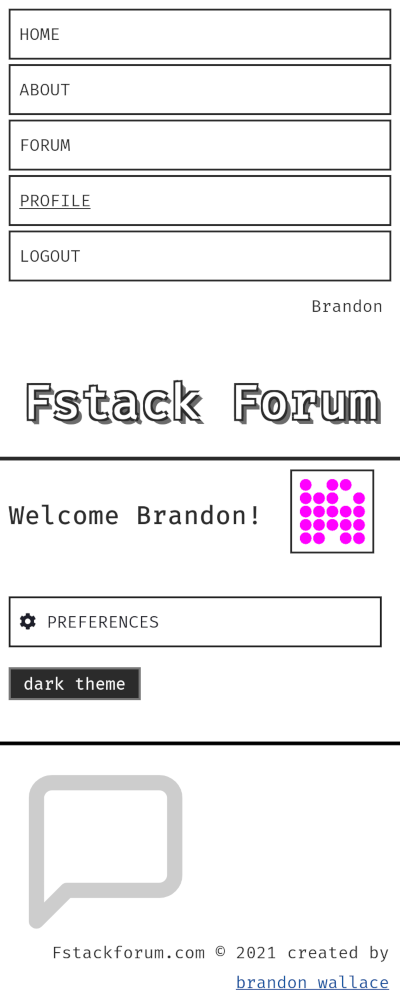 HOME
ABOUT
FORUM
PROFILE
LOGOUT
Brandon
Fstack Forum
Welcome Brandon!
PREFERENCES
dark theme
Fstackforum.com © 2021 created by
brandon wallace